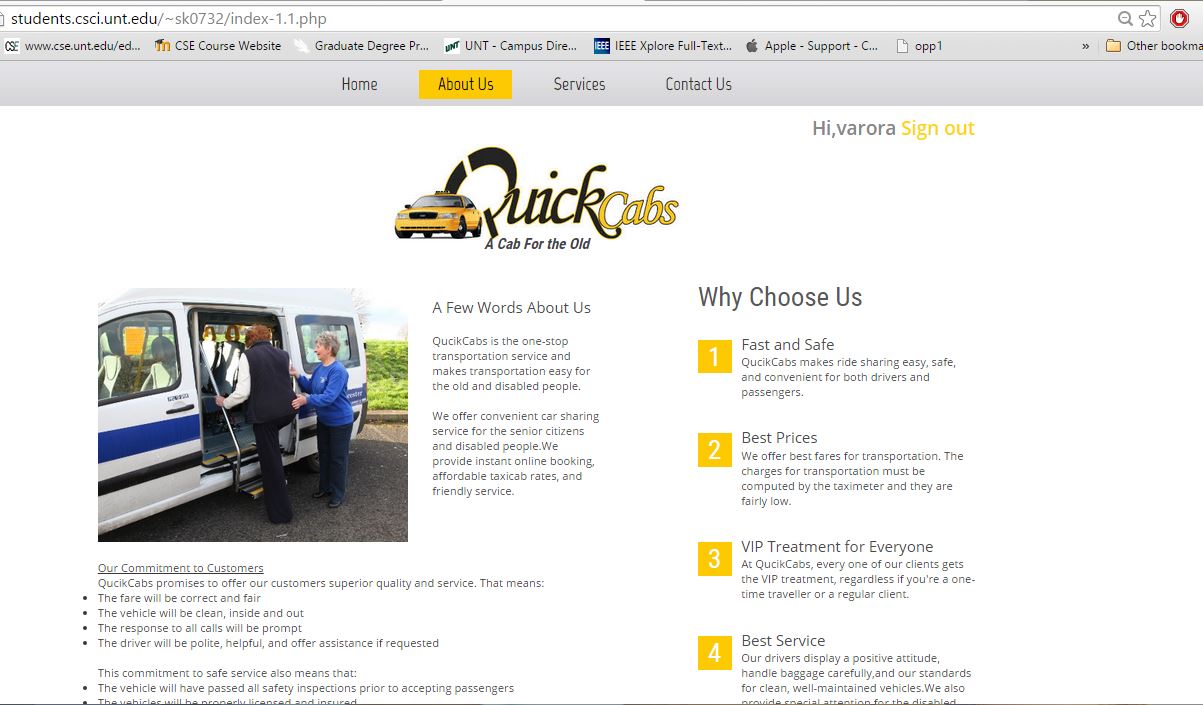 students.csci.unt.edu/~sk0732/index-1.1.php
www.cse.unt.edu/ed... CSE Course Website Graduate Degree Pr... UNT - Campus Dire... IEEE Xplore Full-Text... Apple - Support - C... opp1 » Other bookma
Home About Us Services Contact Us
Hi,varora Sign out
QuickCabs
A Cab For the Old
A Few Words About Us
QucikCabs is the one-stop
transportation service and
makes transportation easy for
the old and disabled people.
We offer convenient car sharing
service for the senior citizens
and disabled people.We
provide instant online booking,
affordable taxicab rates, and
friendly service.
Our Commitment to Customers
QucikCabs promises to offer our customers superior quality and service. That means:
The fare will be correct and fair
The vehicle will be clean, inside and out
The response to all calls will be prompt
The driver will be polite, helpful, and offer assistance if requested
This commitment to safe service also means that:
The vehicle will have passed all safety inspections prior to accepting passengers
The vehicles will be properly licensed and insured
Why Choose Us
1 Fast and Safe
QucikCabs makes ride sharing easy, safe,
and convenient for both drivers and
passengers.
2 Best Prices
We offer best fares for transportation. The
charges for transportation must be
computed by the taximeter and they are
fairly low.
3 VIP Treatment for Everyone
At QucikCabs, every one of our clients gets
the VIP treatment, regardless if you're a one-
time traveller or a regular client.
4 Best Service
Our drivers display a positive attitude,
handle baggage carefully,and our standards
for clean, well-maintained vehicles.We also
provide special attention for the disabled